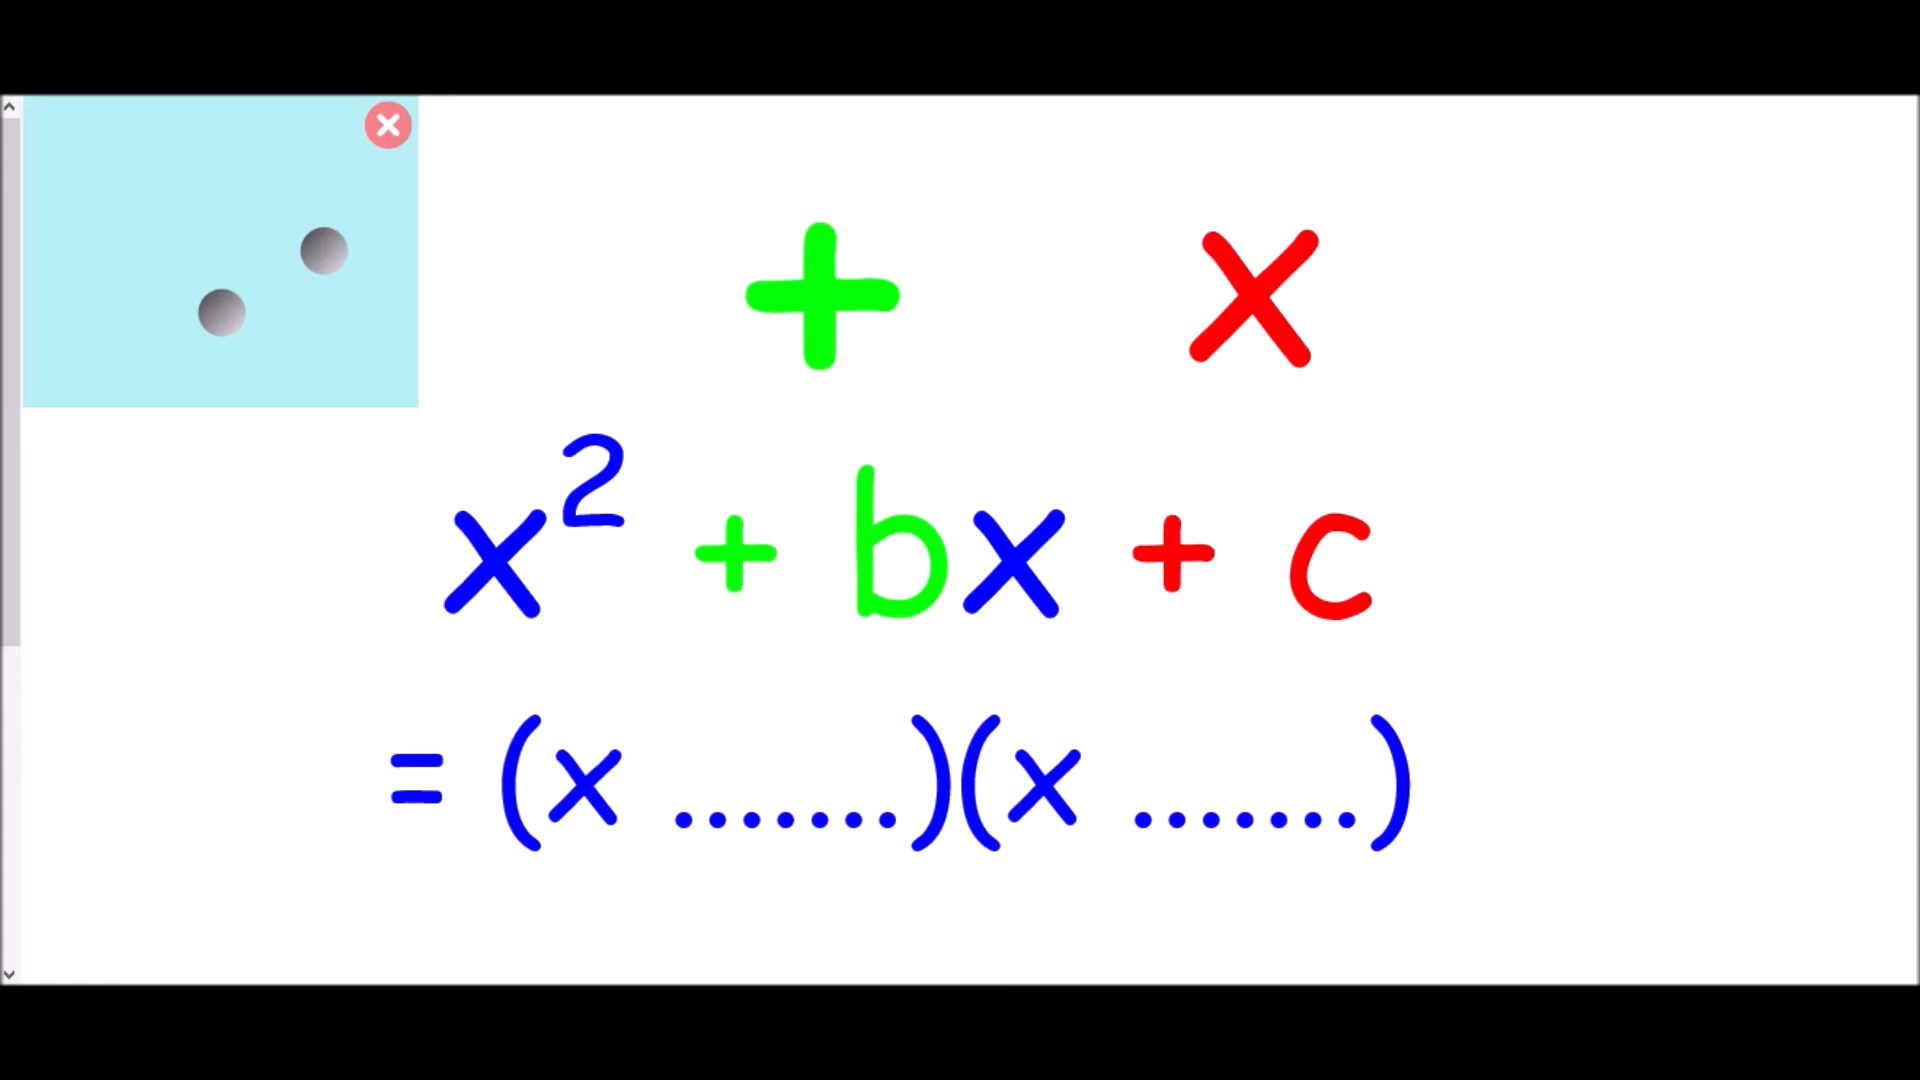 + x
x² + bx + c
= (x .......)(x .......)